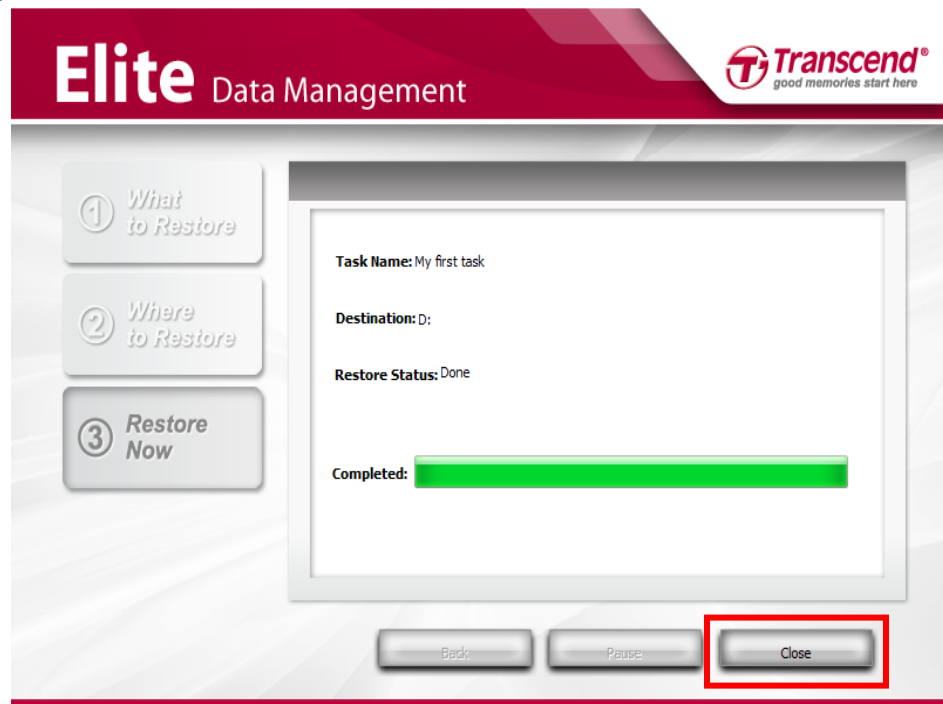 Elite Data Management
Transcend®
good memories start here
1 What
to Restore
2 Where
to Restore
3 Restore
Now
Task Name: My first task
Destination: D:
Restore Status: Done
Completed:
Back Pause Close